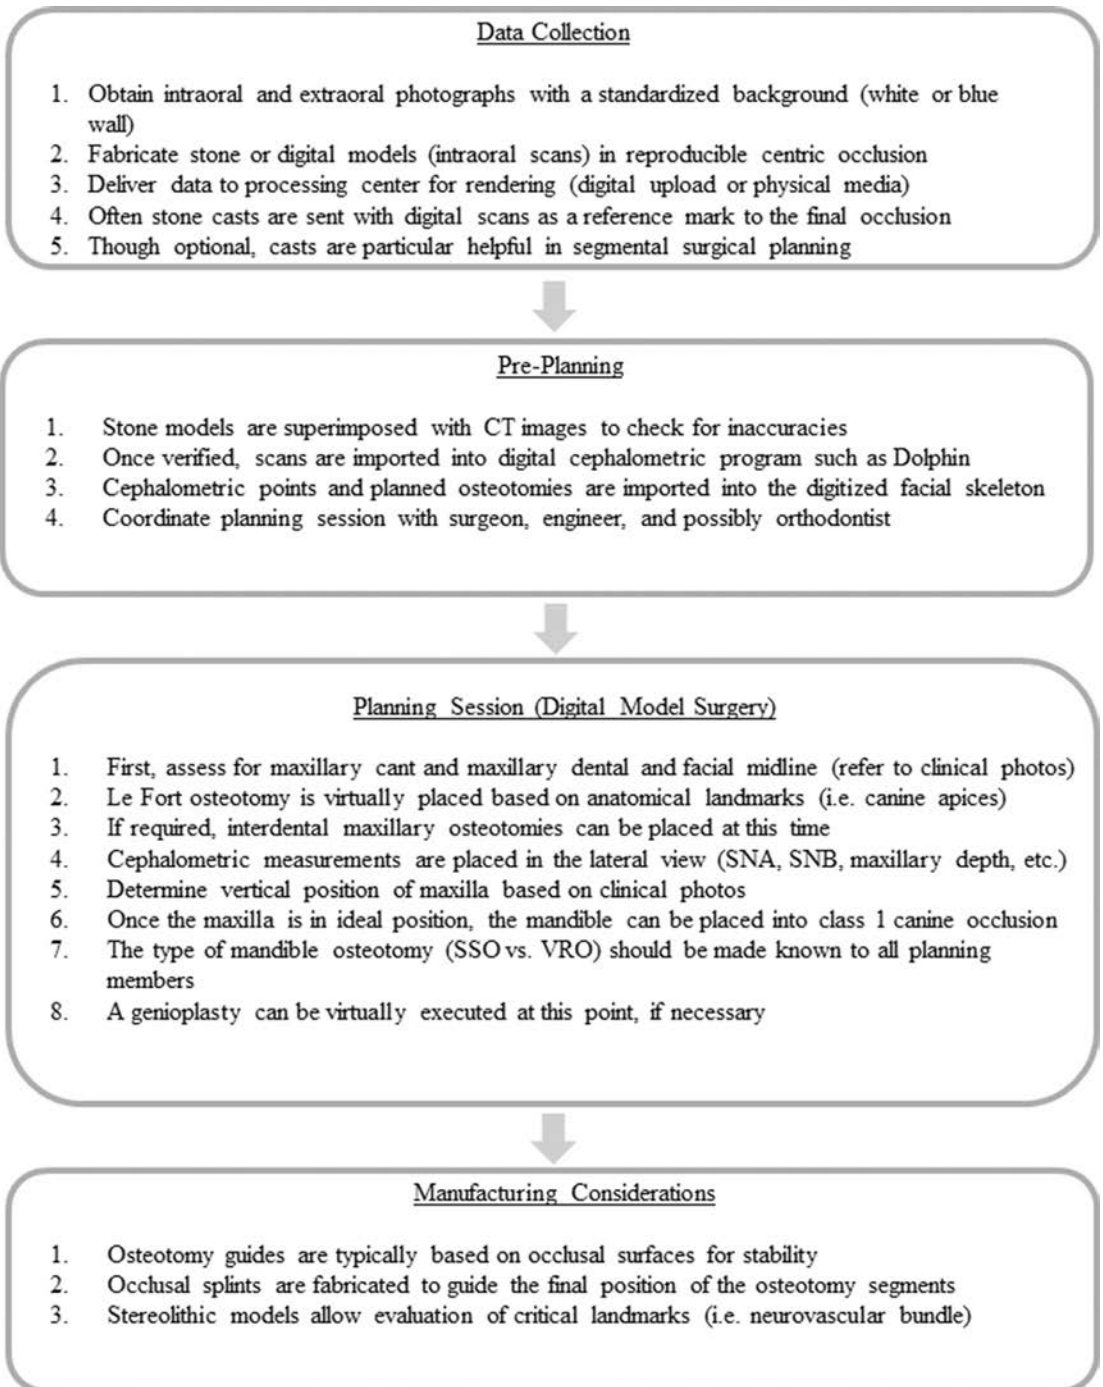 Data Collection
1. Obtain intraoral and extraoral photographs with a standardized background (white or blue
wall)
2. Fabricate stone or digital models (intraoral scans) in reproducible centric occlusion
3. Deliver data to processing center for rendering (digital upload or physical media)
4. Often stone casts are sent with digital scans as a reference mark to the final occlusion
5. Though optional, casts are particular helpful in segmental surgical planning
Pre-Planning
1. Stone models are superimposed with CT images to check for inaccuracies
2. Once verified, scans are imported into digital cephalometric program such as Dolphin
3. Cephalometric points and planned osteotomies are imported into the digitized facial skeleton
4. Coordinate planning session with surgeon, engineer, and possibly orthodontist
Planning Session (Digital Model Surgery)
1. First, assess for maxillary cant and maxillary dental and facial midline (refer to clinical photos)
2. Le Fort osteotomy is virtually placed based on anatomical landmarks (i.e. canine apices)
3. If required, interdental maxillary osteotomies can be placed at this time
4. Cephalometric measurements are placed in the lateral view (SNA, SNB, maxillary depth, etc.)
5. Determine vertical position of maxilla based on clinical photos
6. Once the maxilla is in ideal position, the mandible can be placed into class 1 canine occlusion
7. The type of mandible osteotomy (SSO vs. VRO) should be made known to all planning
members
8. A genioplasty can be virtually executed at this point, if necessary
Manufacturing Considerations
1. Osteotomy guides are typically based on occlusal surfaces for stability
2. Occlusal splints are fabricated to guide the final position of the osteotomy segments
3. Stereolithic models allow evaluation of critical landmarks (i.e. neurovascular bundle)